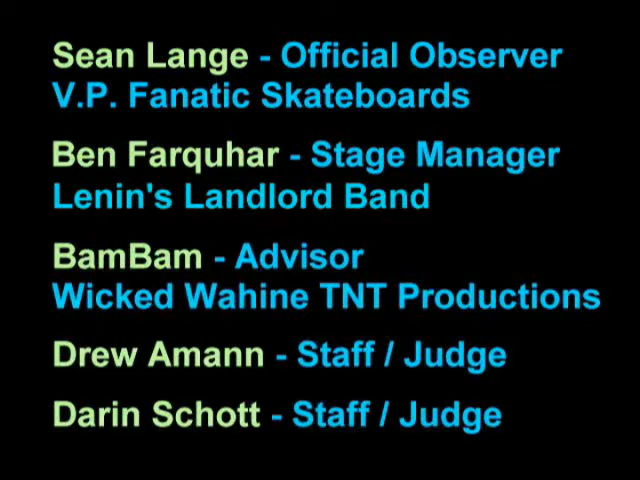 Sean Lange - Official Observer
V.P. Fanatic Skateboards
Ben Farquhar - Stage Manager
Lenin's Landlord Band
BamBam - Advisor
Wicked Wahine TNT Productions
Drew Amann - Staff / Judge
Darin Schott - Staff / Judge